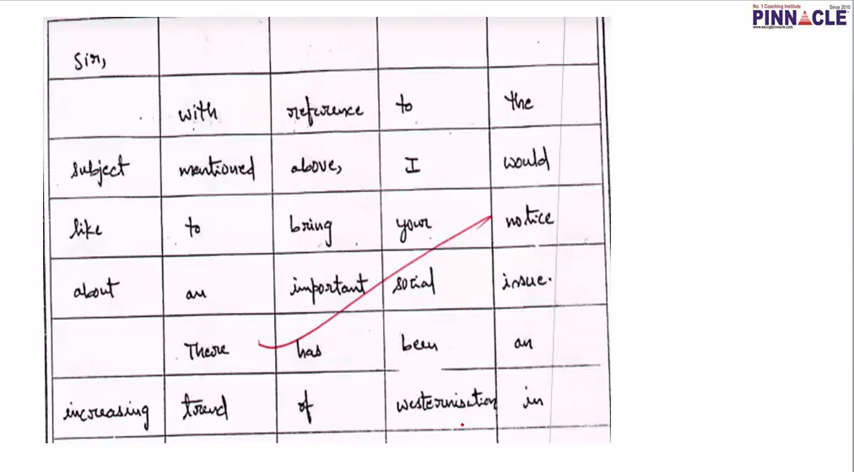 No. 1 Coaching Institute Since 2015
PINNACLE
Sir,
with reference to the
subject mentioned above, I would
like to bring your notice
about an important social issue.
There has been an
increasing trend of westernisation in